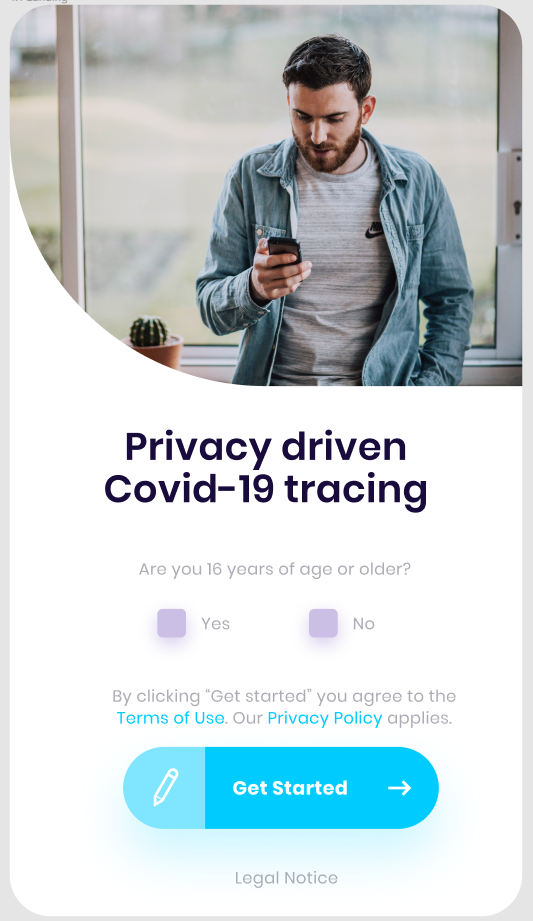 Privacy driven
Covid-19 tracing
Are you 16 years of age or older?
Yes No
By clicking “Get started” you agree to the
Terms of Use. Our Privacy Policy applies.
Get Started
Legal Notice